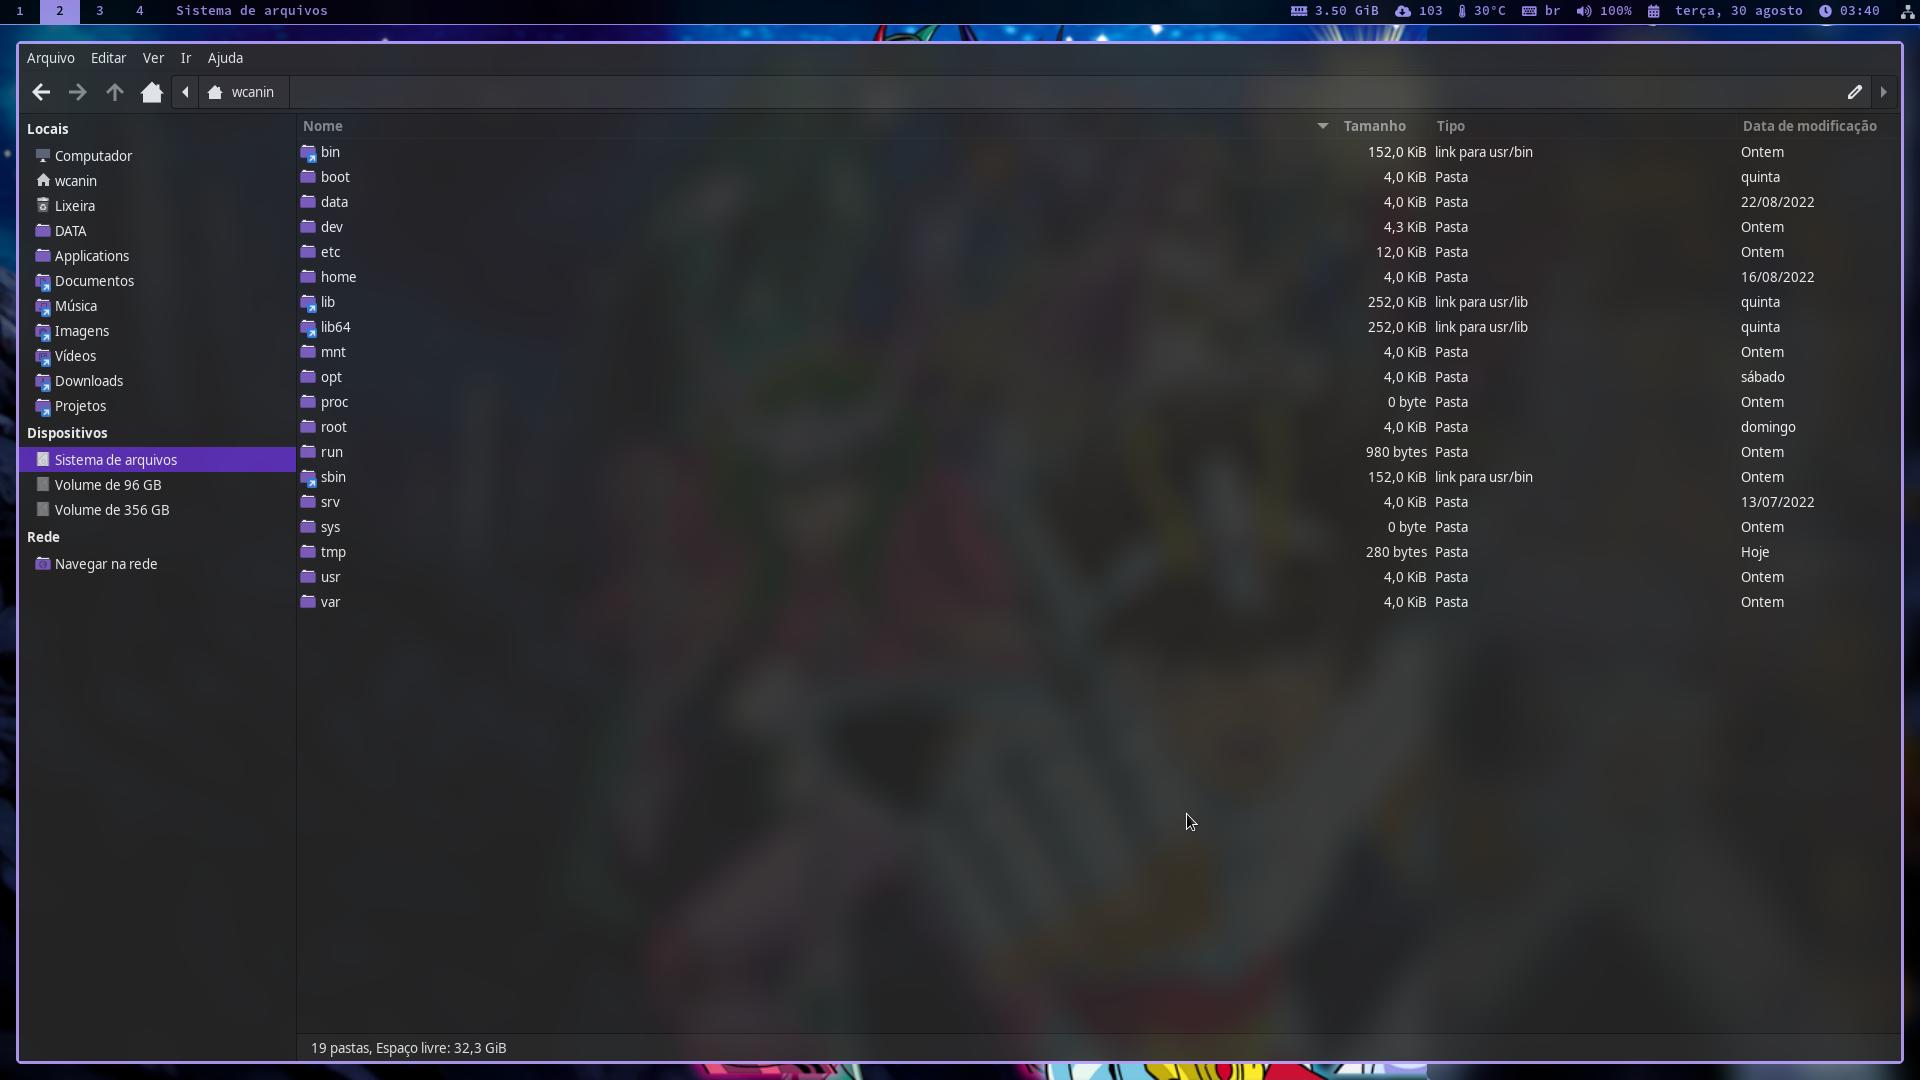 1 2 3 4 Sistema de arquivos 3.50 GiB 103 30°C br 100% terça, 30 agosto 03:40
Arquivo Editar Ver Ir Ajuda
wcanin
Locais
Computador
wcanin
Lixeira
DATA
Applications
Documentos
Música
Imagens
Vídeos
Downloads
Projetos
Dispositivos
Sistema de arquivos
Volume de 96 GB
Volume de 356 GB
Rede
Navegar na rede
Nome Tamanho Tipo Data de modificação
bin 152,0 KiB link para usr/bin Ontem
boot 4,0 KiB Pasta quinta
data 4,0 KiB Pasta 22/08/2022
dev 4,3 KiB Pasta Ontem
etc 12,0 KiB Pasta Ontem
home 4,0 KiB Pasta 16/08/2022
lib 252,0 KiB link para usr/lib quinta
lib64 252,0 KiB link para usr/lib quinta
mnt 4,0 KiB Pasta Ontem
opt 4,0 KiB Pasta sábado
proc 0 byte Pasta Ontem
root 4,0 KiB Pasta domingo
run 980 bytes Pasta Ontem
sbin 152,0 KiB link para usr/bin Ontem
srv 4,0 KiB Pasta 13/07/2022
sys 0 byte Pasta Ontem
tmp 280 bytes Pasta Hoje
usr 4,0 KiB Pasta Ontem
var 4,0 KiB Pasta Ontem
19 pastas, Espaço livre: 32,3 GiB